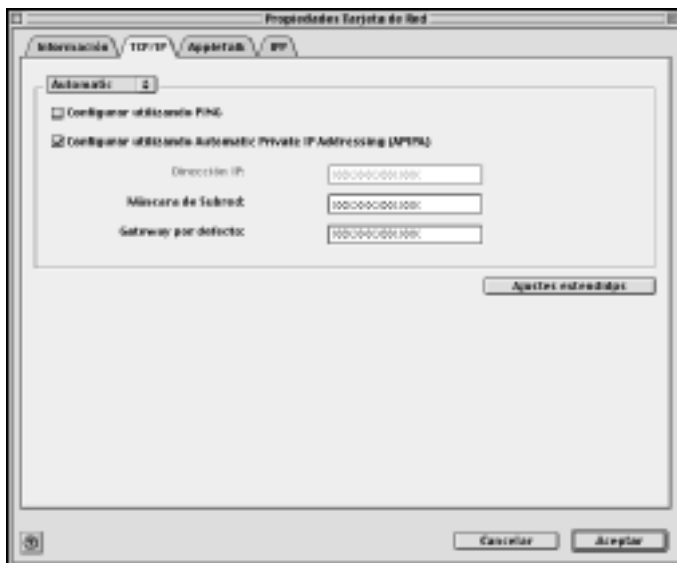 Propiedades Tarjeta de Red
Información TCP/IP AppleTalk IPP
Automatic
Configurar utilizando PING
Configurar utilizando Automatic Private IP Addressing (APIPA)
Dirección IP:
Máscara de Subred:
Gateway por defecto:
Ajustes extendidos
Cancelar Aceptar